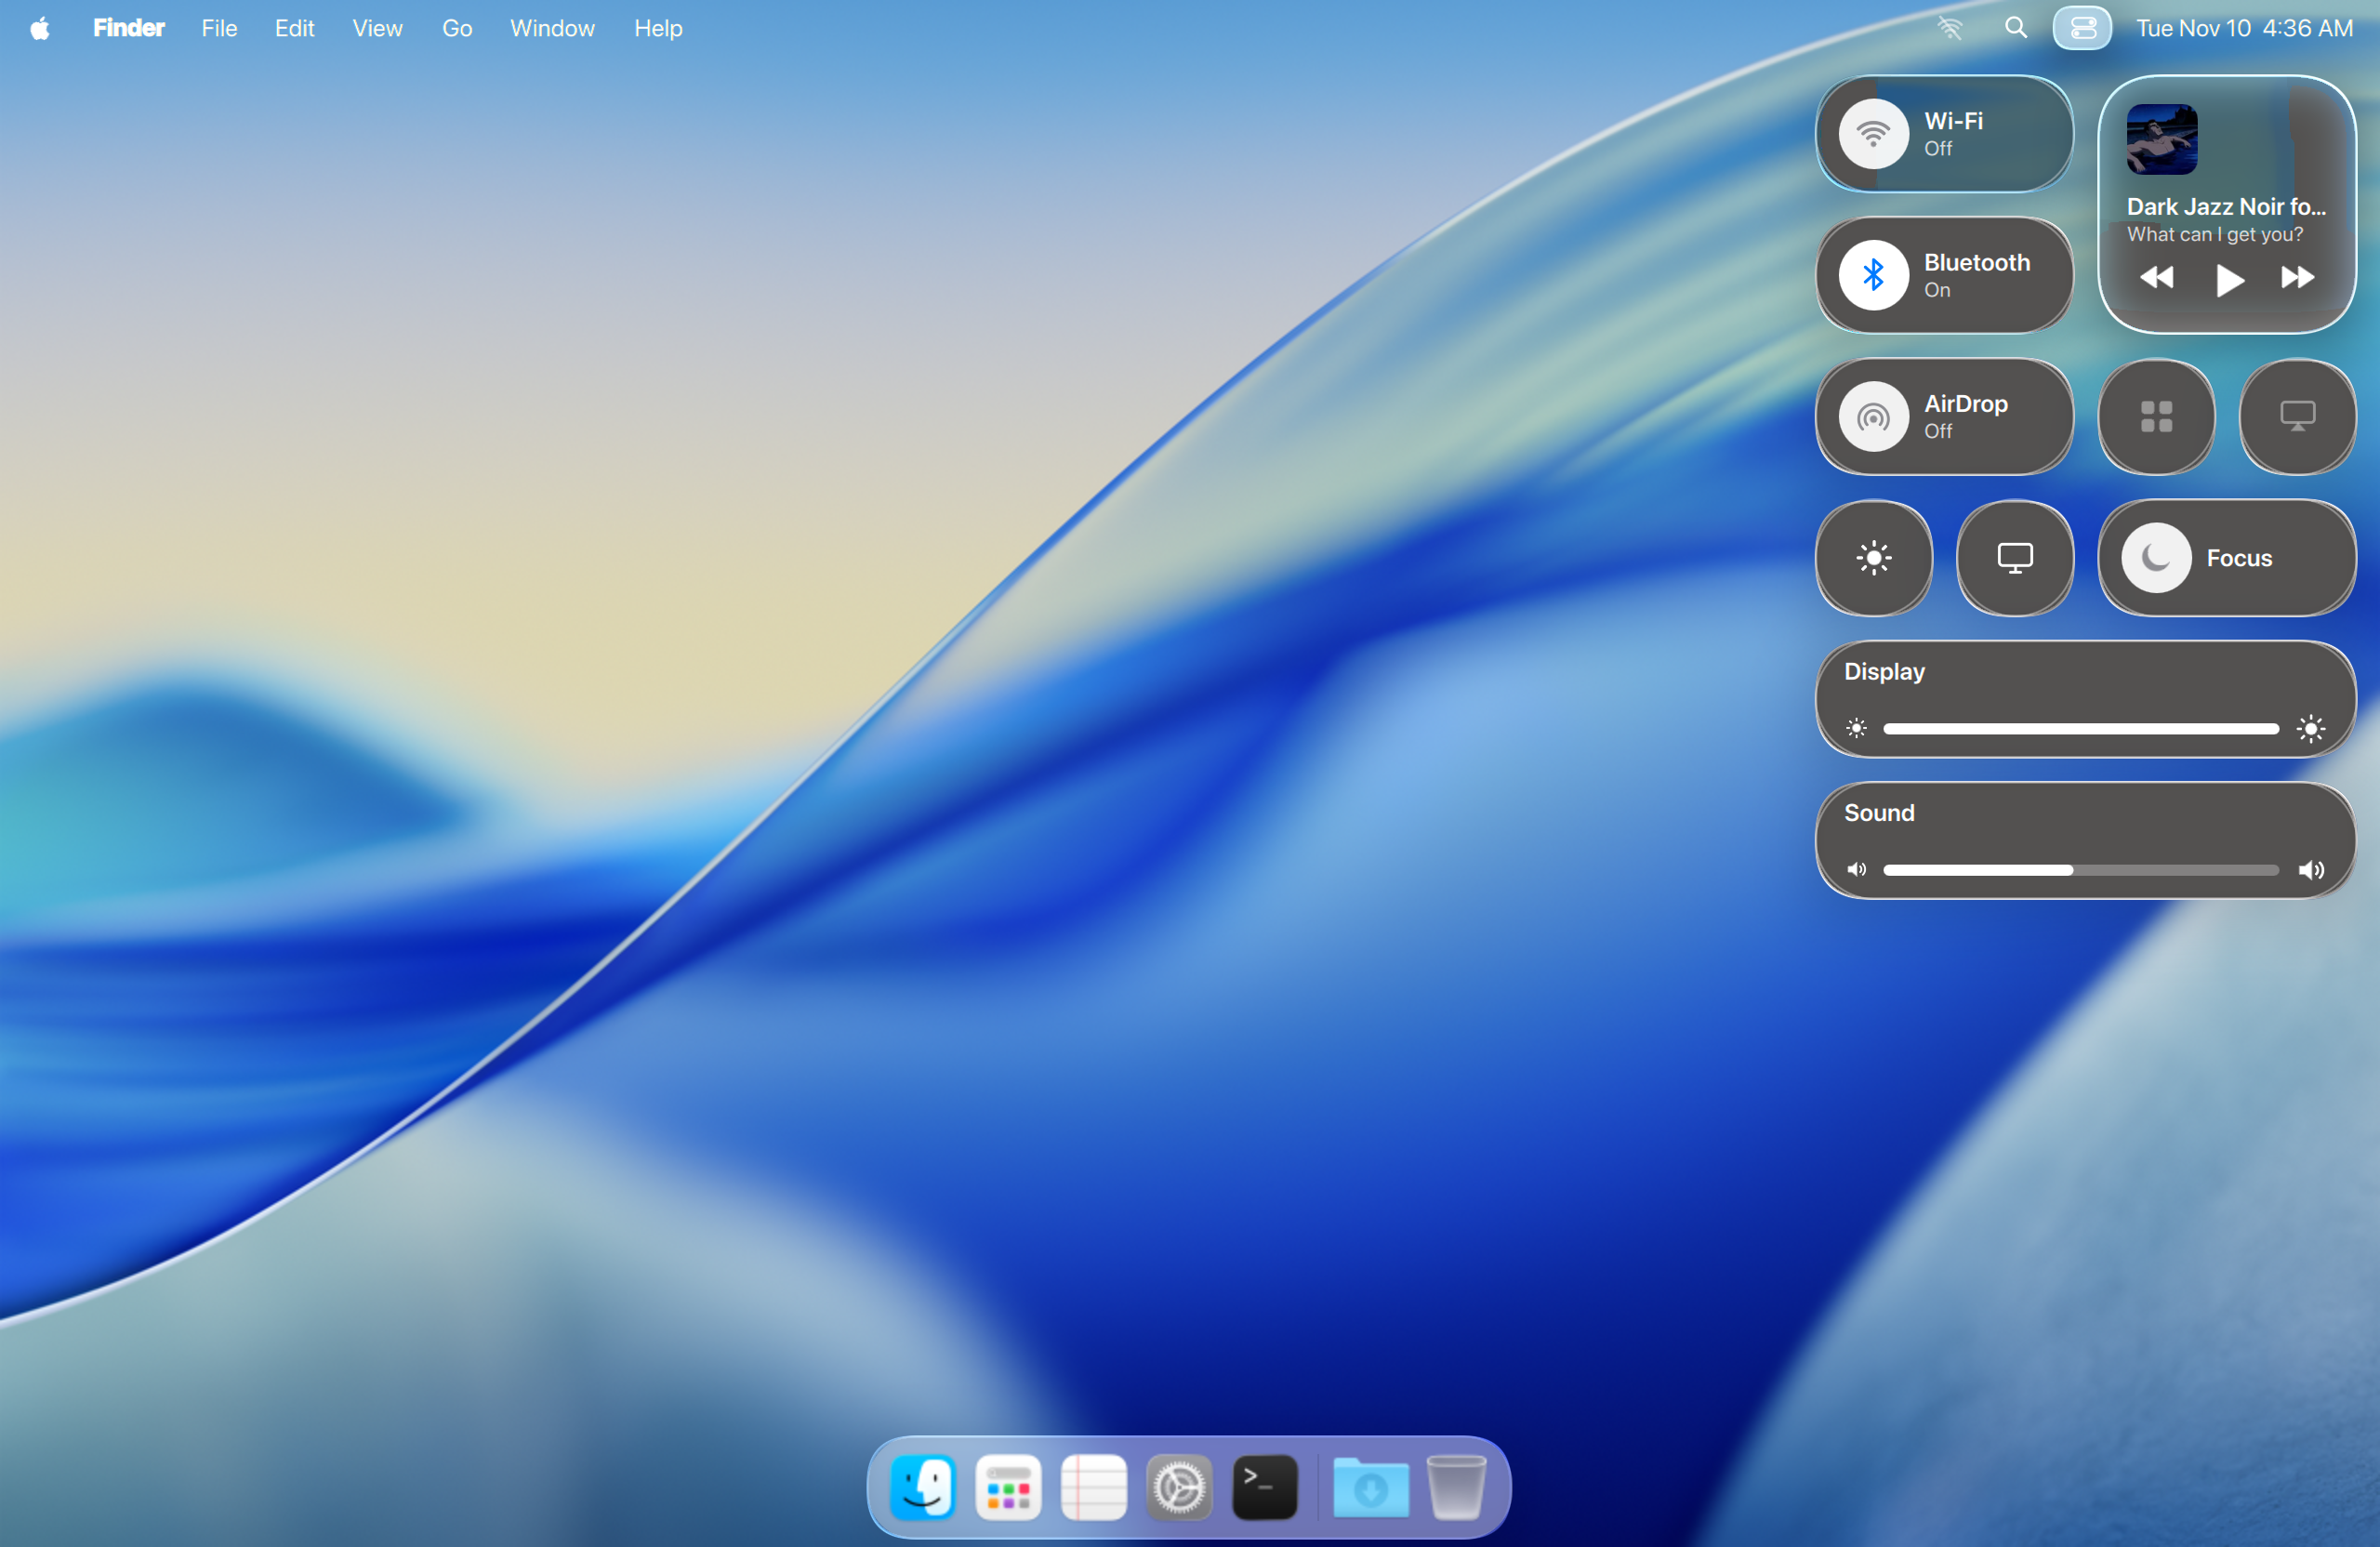 Finder File Edit View Go Window Help
Tue Nov 10 4:36 AM
Wi-Fi
Off
Dark Jazz Noir fo...
What can I get you?
Bluetooth
On
AirDrop
Off
Focus
Display
Sound
>_